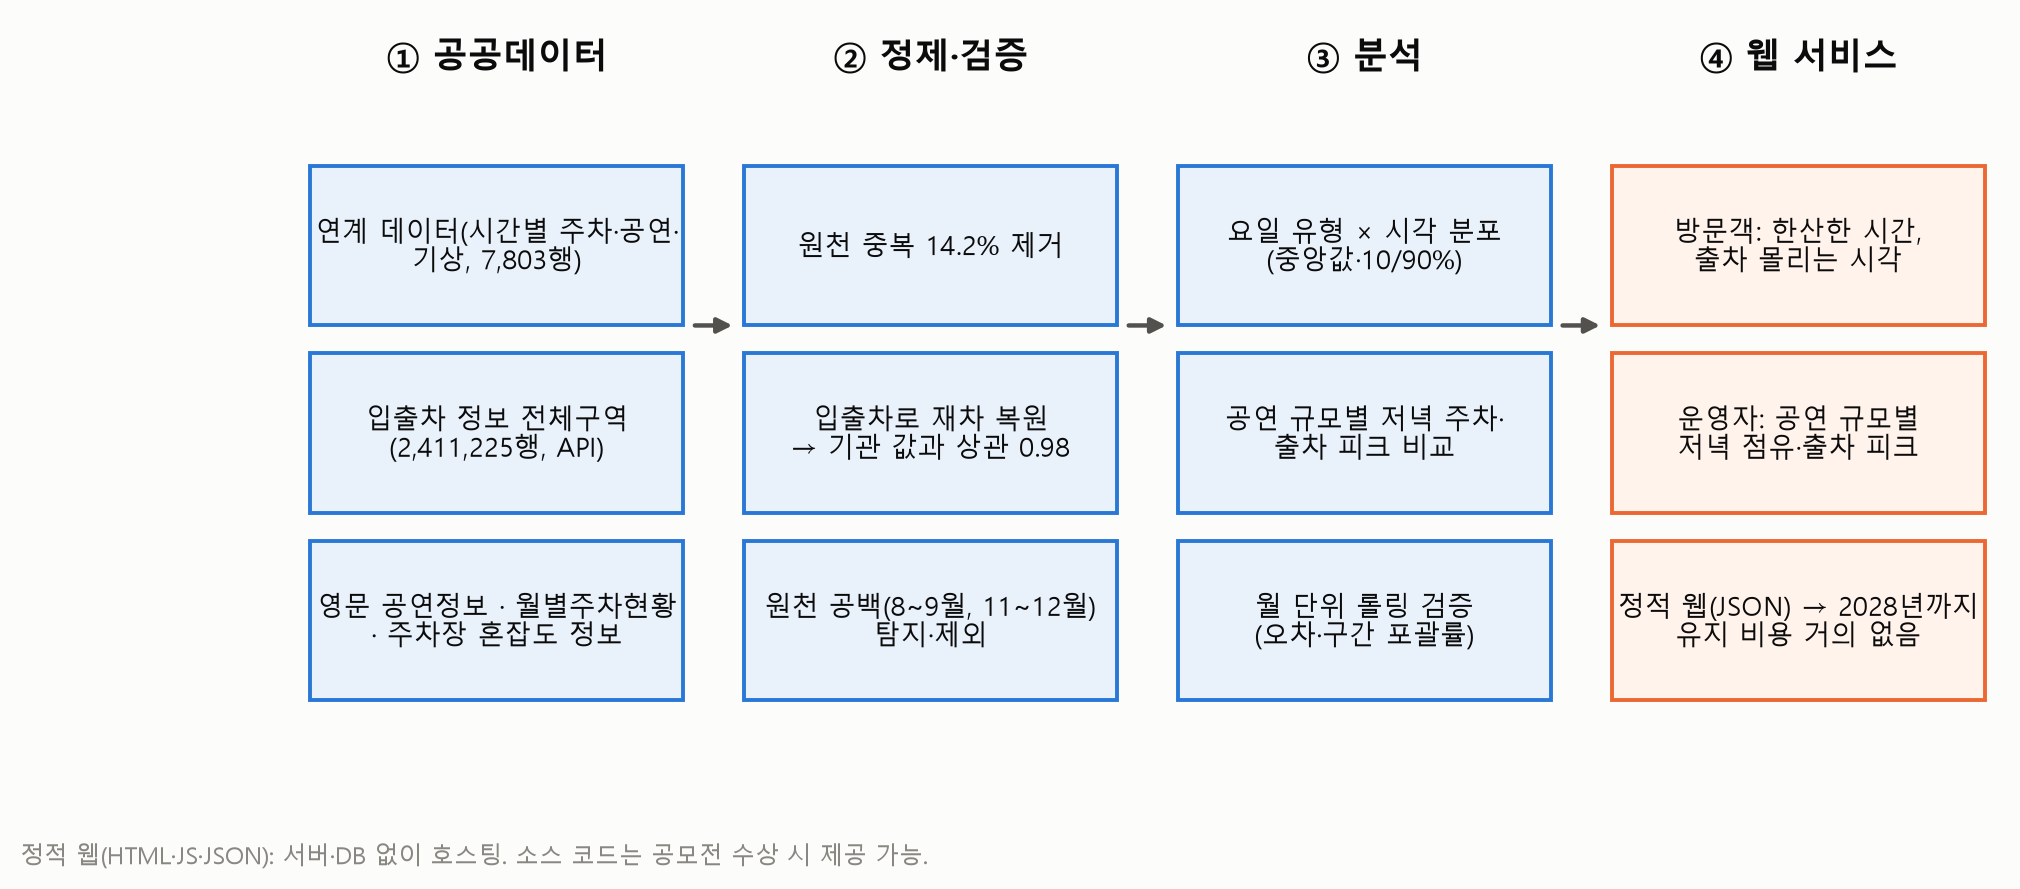 ① 공공데이터
② 정제·검증
③ 분석
④ 웹 서비스
연계 데이터(시간별 주차·공연·
기상, 7,803행)
원천 중복 14.2% 제거
요일 유형 × 시각 분포
(중앙값·10/90%)
방문객: 한산한 시간,
출차 몰리는 시각
입출차 정보 전체구역
(2,411,225행, API)
입출차로 재차 복원
→ 기관 값과 상관 0.98
공연 규모별 저녁 주차·
출차 피크 비교
운영자: 공연 규모별
저녁 점유·출차 피크
영문 공연정보 · 월별주차현황
· 주차장 혼잡도 정보
원천 공백(8~9월, 11~12월)
탐지·제외
월 단위 롤링 검증
(오차·구간 포괄률)
정적 웹(JSON) → 2028년까지
유지 비용 거의 없음
정적 웹(HTML·JS·JSON): 서버·DB 없이 호스팅. 소스 코드는 공모전 수상 시 제공 가능.